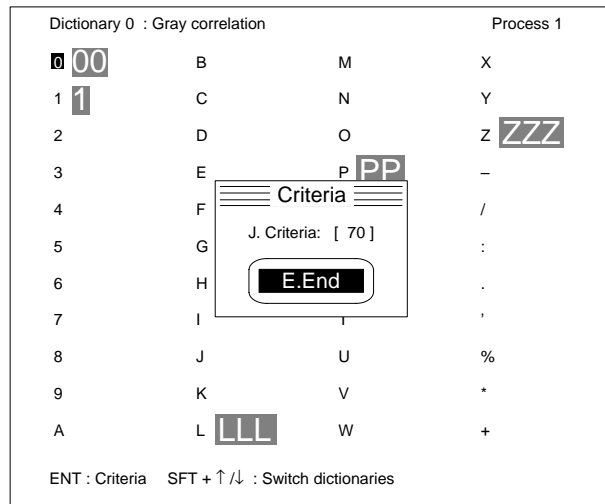 Dictionary 0 : Gray correlation Process 1
0 00 B M X
1 1 C N Y
2 D O Z ZZZ
3 E P PP –
Criteria
4 F /
J. Criteria: [ 70 ]
5 G :
E.End
6 H .
7 I ’
8 J U %
9 K V *
A L LLL W +
ENT : Criteria SFT + ↑ /↓ : Switch dictionaries